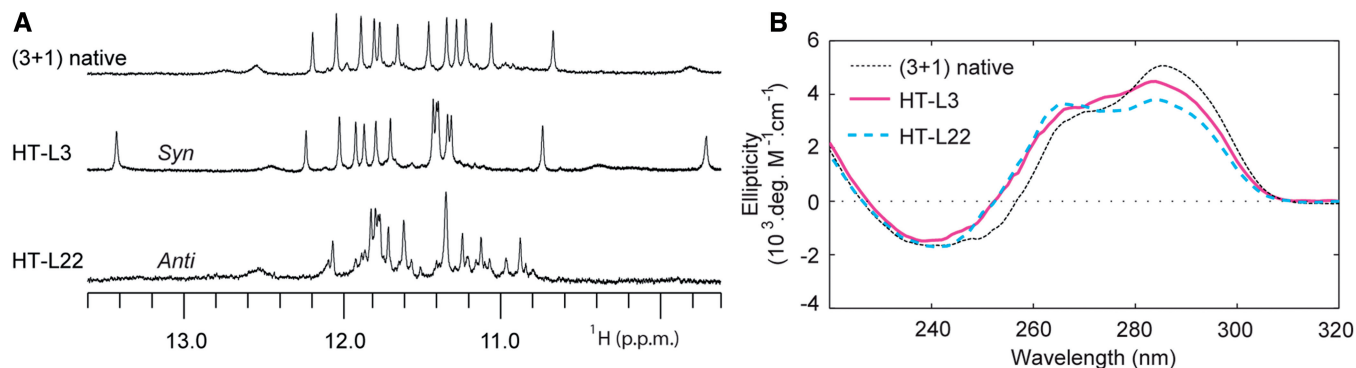 A
(3+1) native
HT-L3 Syn
HT-L22 Anti
13.0 12.0 11.0 ¹H (p.p.m.)
B
6
4
2
0
-2
-4
Ellipticity
(10³.deg. M⁻¹.cm⁻¹)
(3+1) native
HT-L3
HT-L22
240 260 280 300 320
Wavelength (nm)